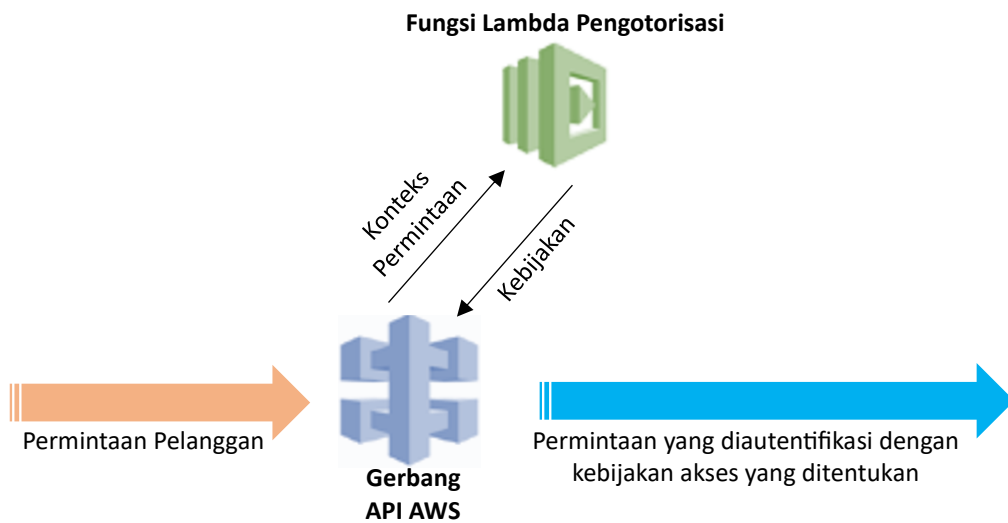 Fungsi Lambda Pengotorisasi
Konteks
Permintaan
Kebijakan
Permintaan Pelanggan
Gerbang
API AWS
Permintaan yang diautentifikasi dengan
kebijakan akses yang ditentukan